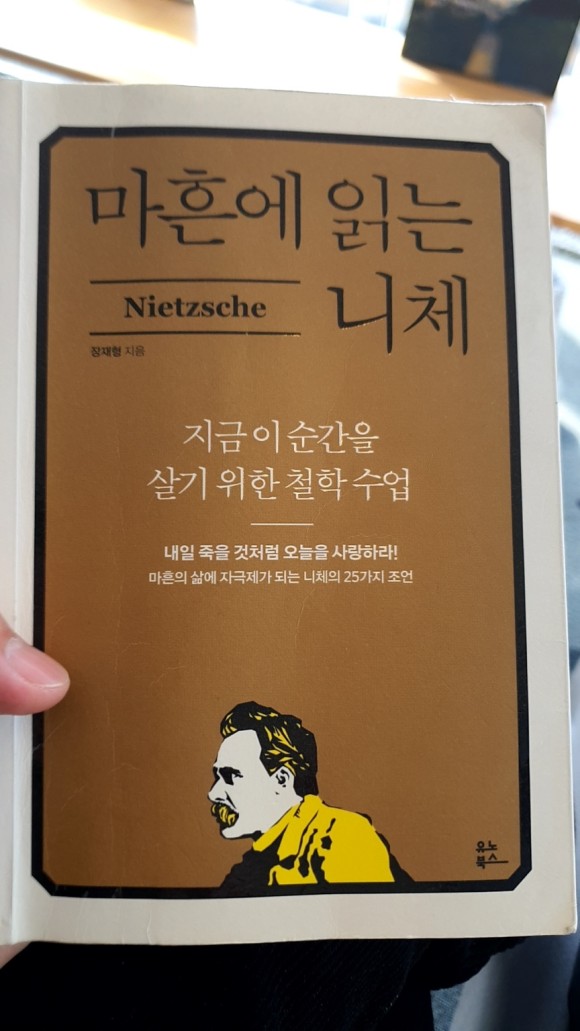 마흔에 읽는
니체
Nietzsche
장재형 지음
지금 이 순간을
살기 위한 철학 수업
내일 죽을 것처럼 오늘을 사랑하라!
마흔의 삶에 자극제가 되는 니체의 25가지 조언
유노
북스